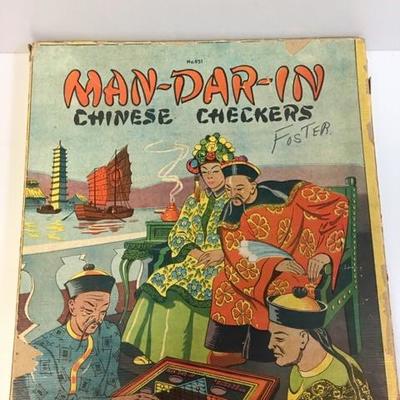 No. 651
MAN-DAR-IN
CHINESE CHECKERS
FOSTER